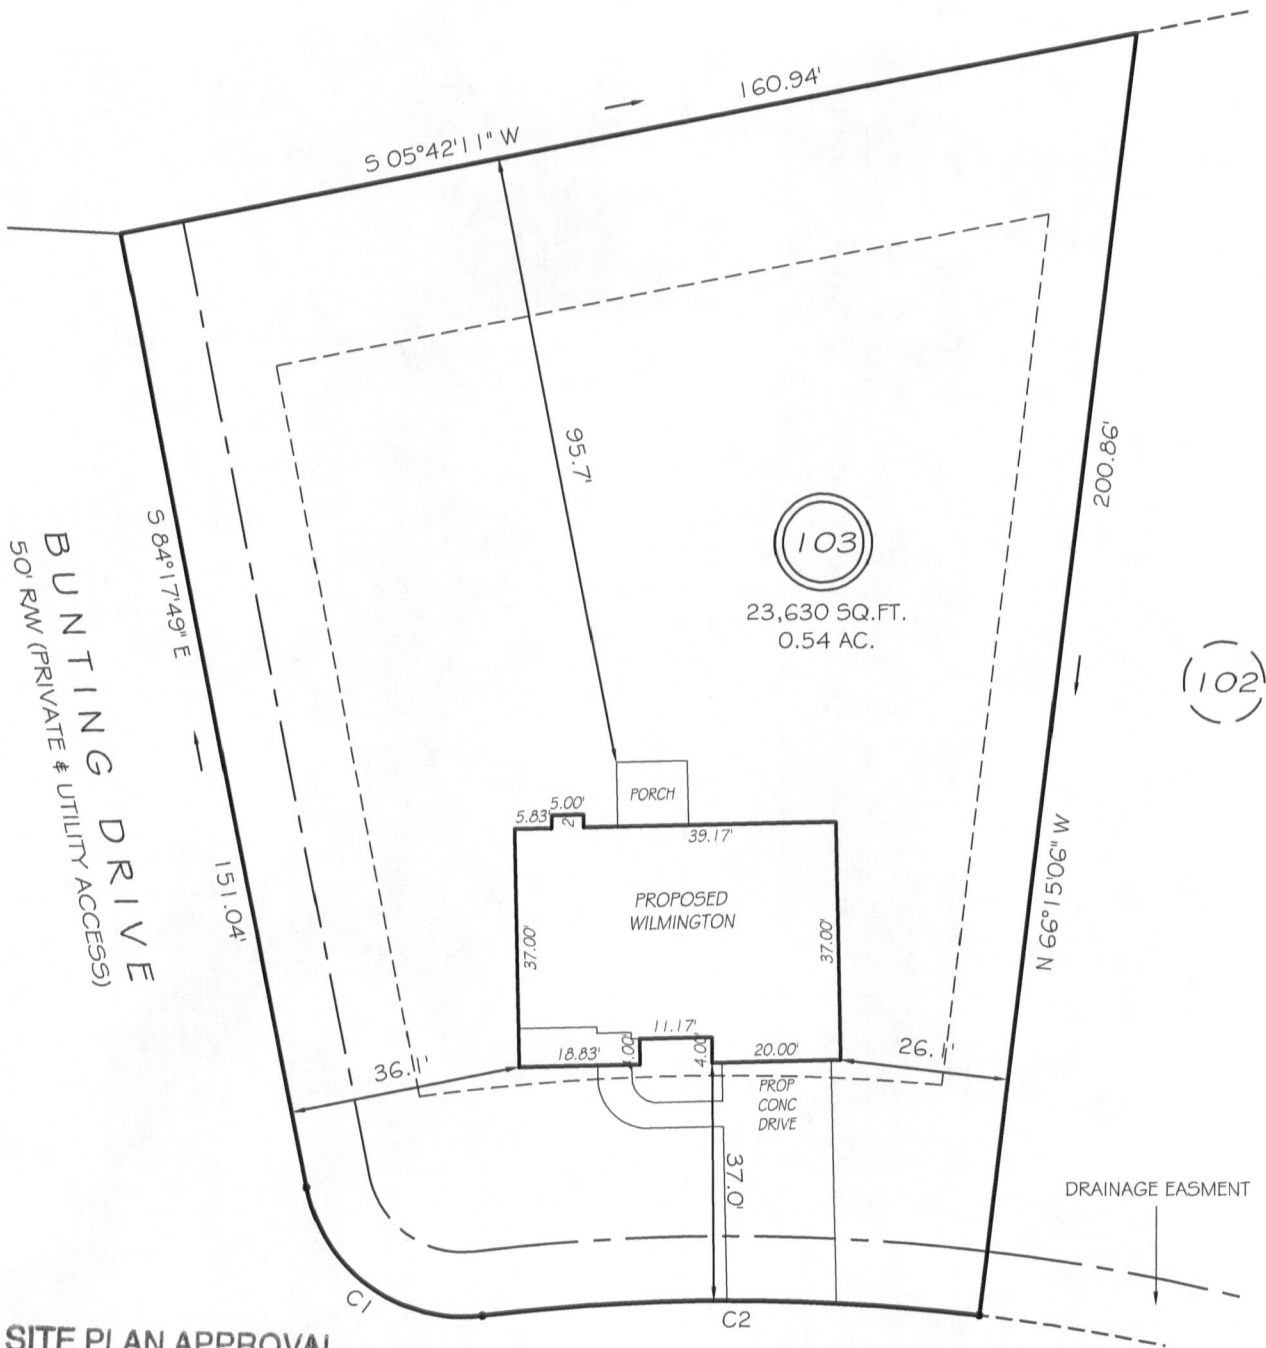 160.94'
S 05°42'11" W
95.7'
200.86'
103
23,630 SQ.FT.
0.54 AC.
102
S 84°17'49" E
BUNTING DRIVE
50' R/W (PRIVATE & UTILITY ACCESS)
151.04'
PORCH
5.00'
5.83'
2'
39.17'
PROPOSED
WILMINGTON
37.00'
37.00'
N 66°15'06" W
11.17'
18.83'
4.00'
4.00'
20.00'
36.1'
26.1'
PROP
CONC
DRIVE
37.0'
DRAINAGE EASMENT
C1
C2
SITE PLAN APPROVAL